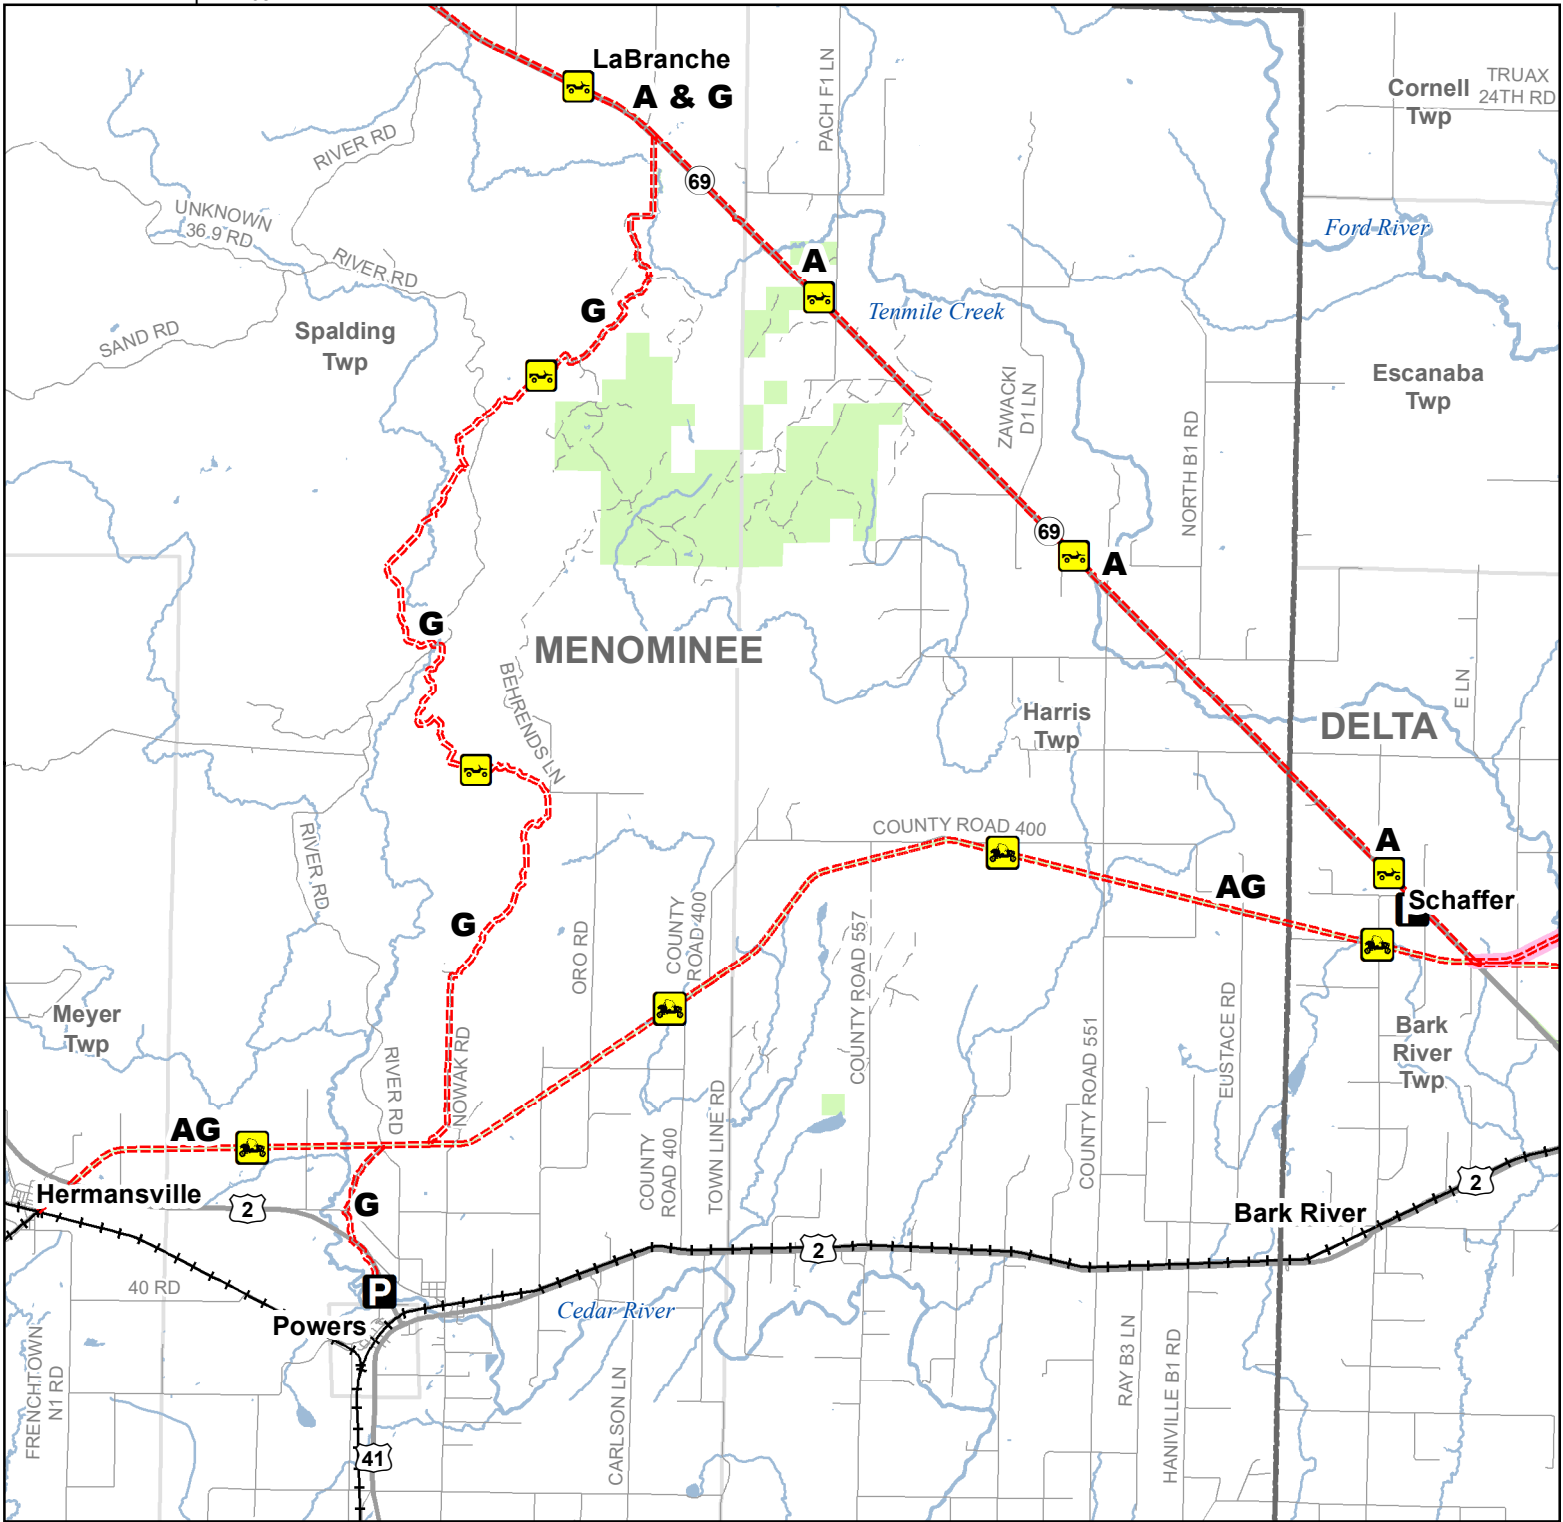 LaBranche
A & G
PACH F1 LN
Cornell
Twp
TRUAX
24TH RD
RIVER RD
69
UNKNOWN
36.9 RD
Ford River
RIVER RD
A
G
Tenmile Creek
SAND RD
Spalding
Twp
Escanaba
Twp
ZAWACKI
D1 LN
NORTH B1 RD
69
A
G
MENOMINEE
BEHRENDS LN
E LN
Harris
Twp
DELTA
RIVER RD
COUNTY ROAD 400
A
AG
Schaffer
G
COUNTY
ROAD 400
ORO RD
COUNTY ROAD 557
Meyer
Twp
EUSTACE RD
Bark
River
Twp
RIVER RD
NOWAK RD
COUNTY ROAD 551
AG
COUNTY
ROAD 400
TOWN LINE RD
Hermansville
2
G
2
Bark River
2
P
40 RD
Powers
Cedar River
FRENCHTOWN
N1 RD
CARLSON LN
RAY B3 LN
HANIVILLE B1 RD
41